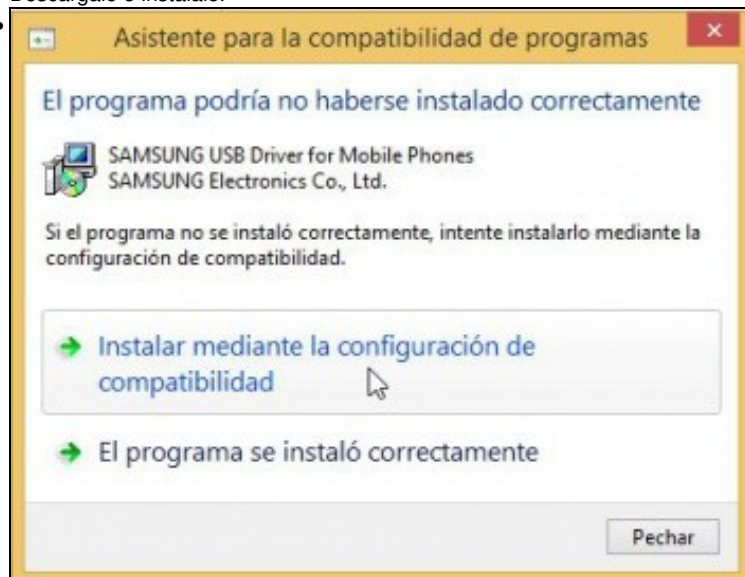 Asistente para la compatibilidad de programas
El programa podría no haberse instalado correctamente
SAMSUNG USB Driver for Mobile Phones
SAMSUNG Electronics Co., Ltd.
Si el programa no se instaló correctamente, intente instalarlo mediante la
configuración de compatibilidad.
Instalar mediante la configuración de
compatibilidad
El programa se instaló correctamente
Pechar